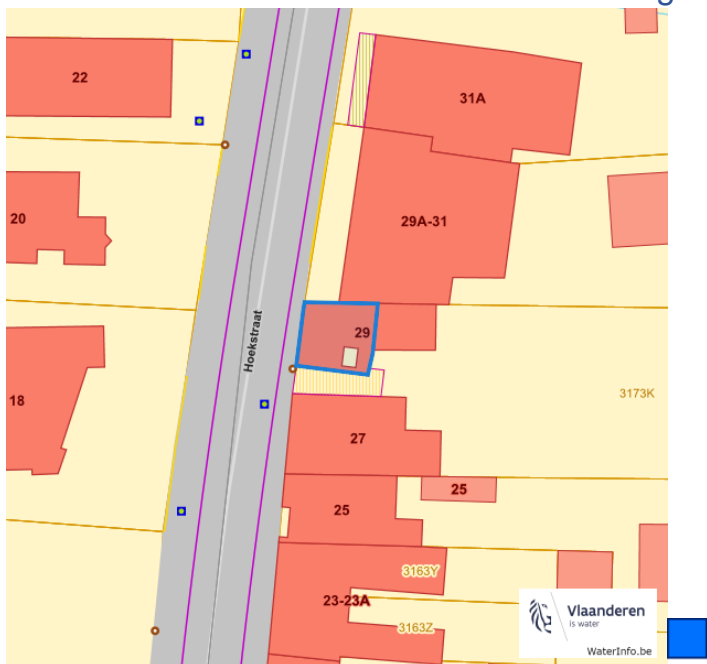 22
31A
20
29A-31
Hoekstraat
29
18
3173K
27
25
25
3163Y
23-23A
3163Z
Vlaanderen
is water
WaterInfo.be